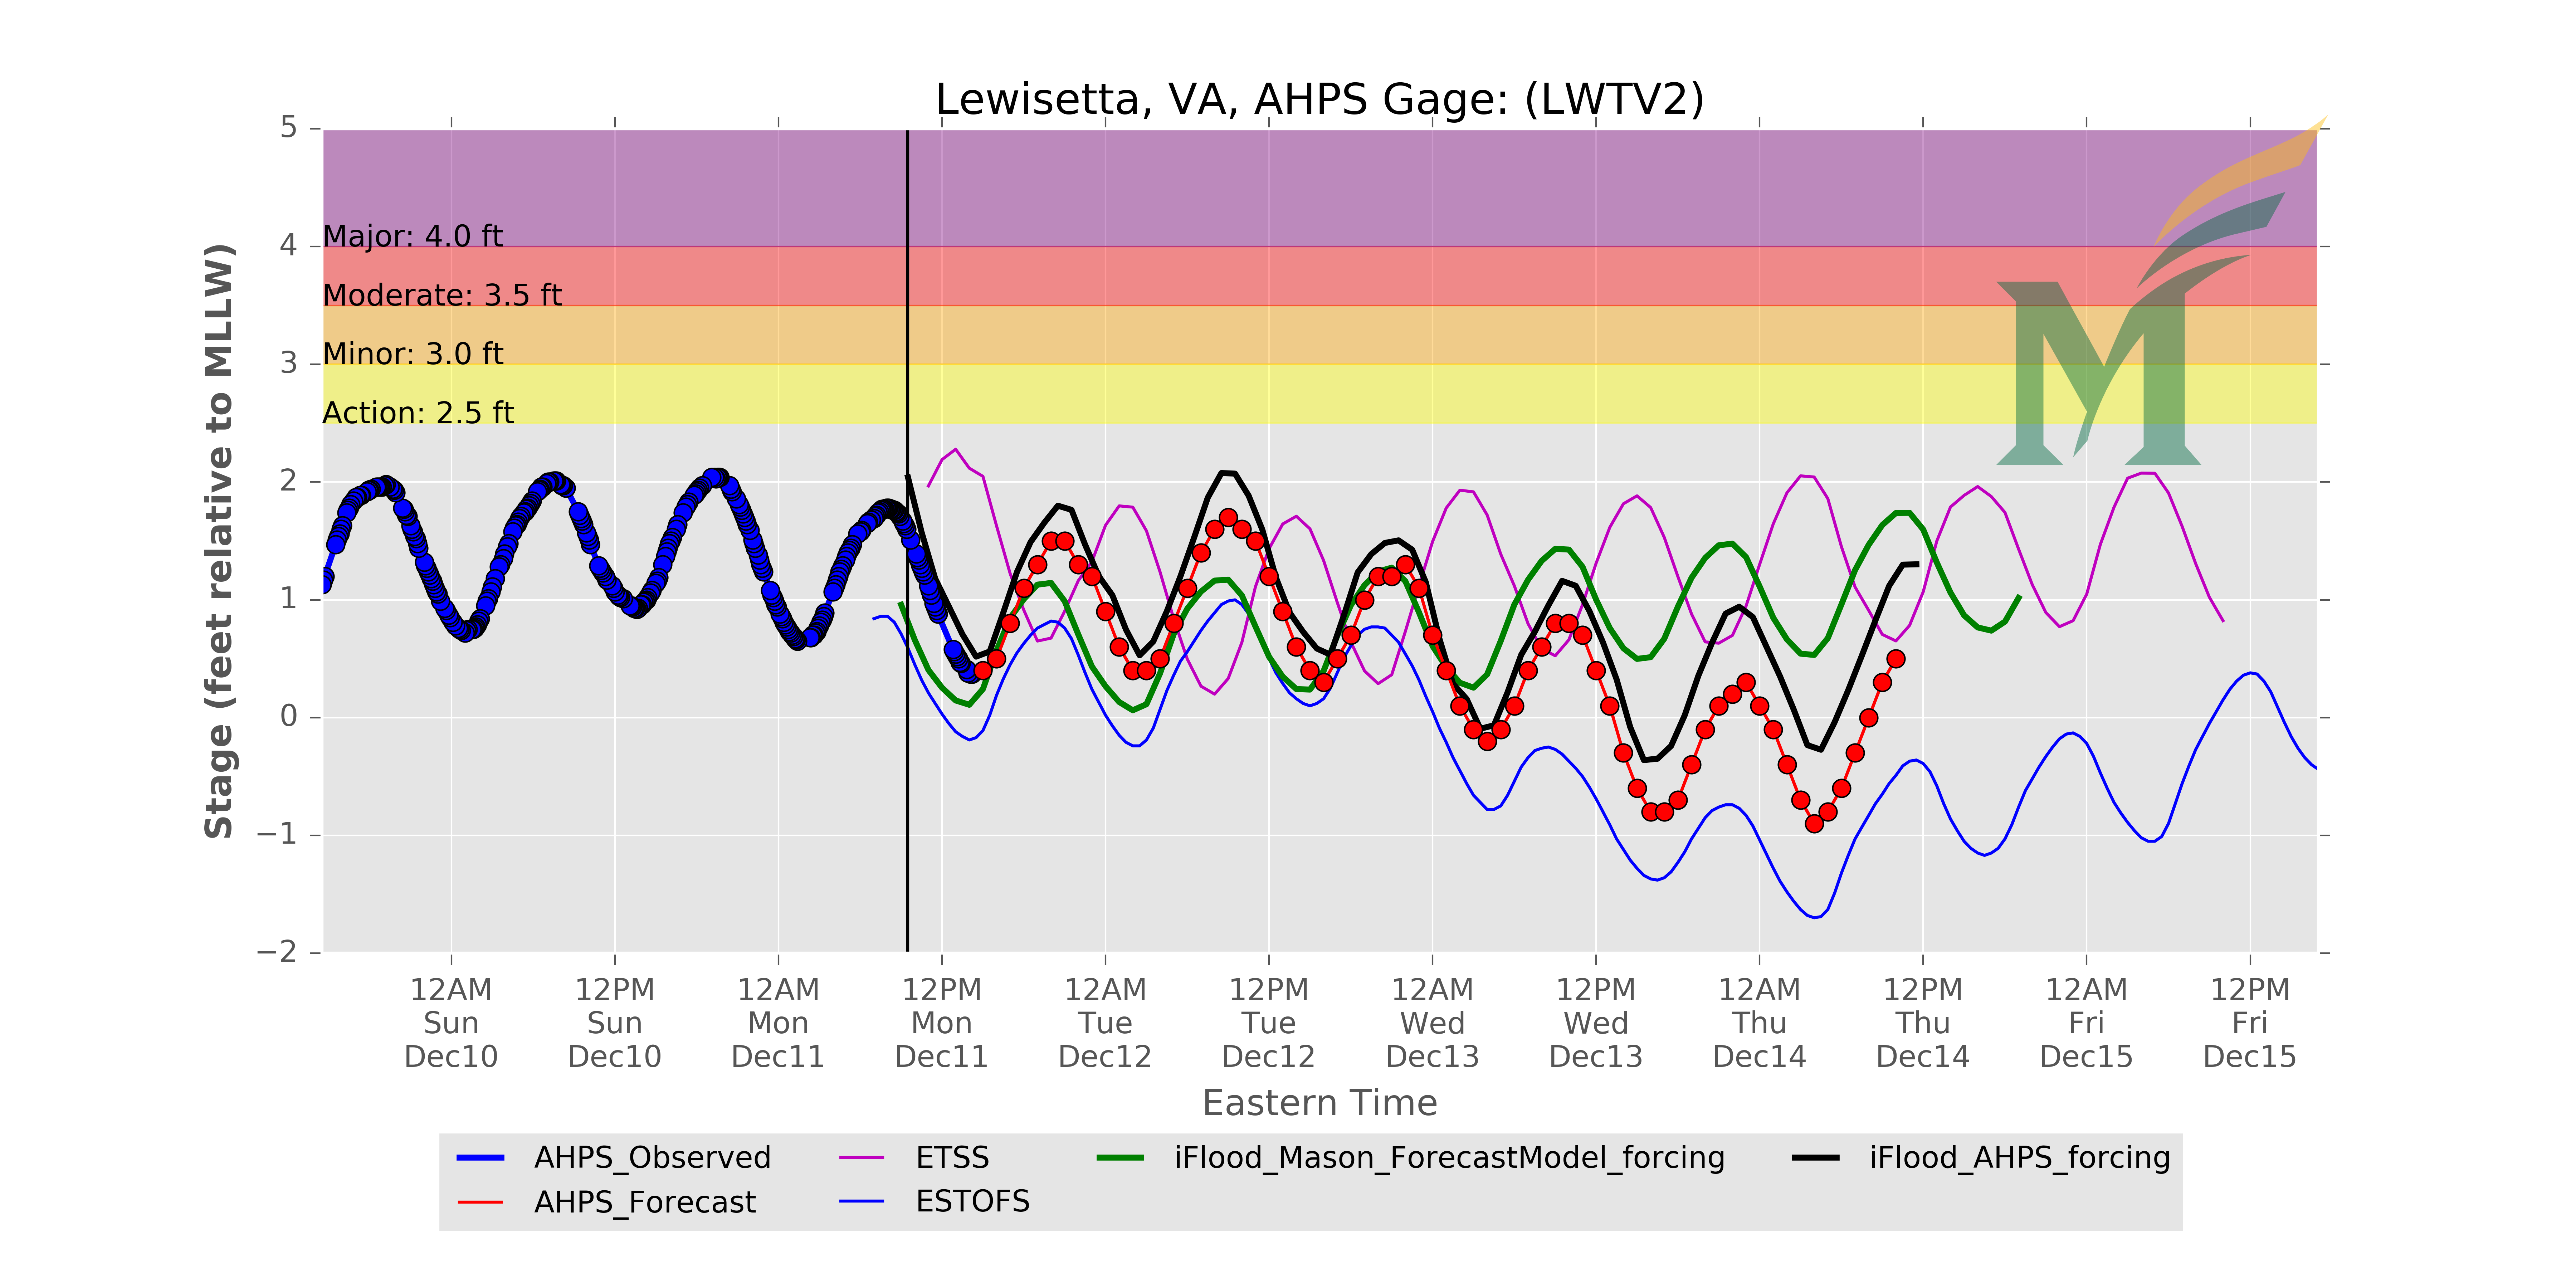 Lewisetta, VA, AHPS Gage: (LWTV2)
Stage (feet relative to MLLW)
5
4
3
2
1
0
−1
−2
Major: 4.0 ft
Moderate: 3.5 ft
Minor: 3.0 ft
Action: 2.5 ft
M
12AM 12PM 12AM 12PM 12AM 12PM 12AM 12PM 12AM 12PM 12AM 12PM
Sun Sun Mon Mon Tue Tue Wed Wed Thu Thu Fri Fri
Dec10 Dec10 Dec11 Dec11 Dec12 Dec12 Dec13 Dec13 Dec14 Dec14 Dec15 Dec15
Eastern Time
AHPS_Observed ETSS iFlood_Mason_ForecastModel_forcing iFlood_AHPS_forcing
AHPS_Forecast ESTOFS